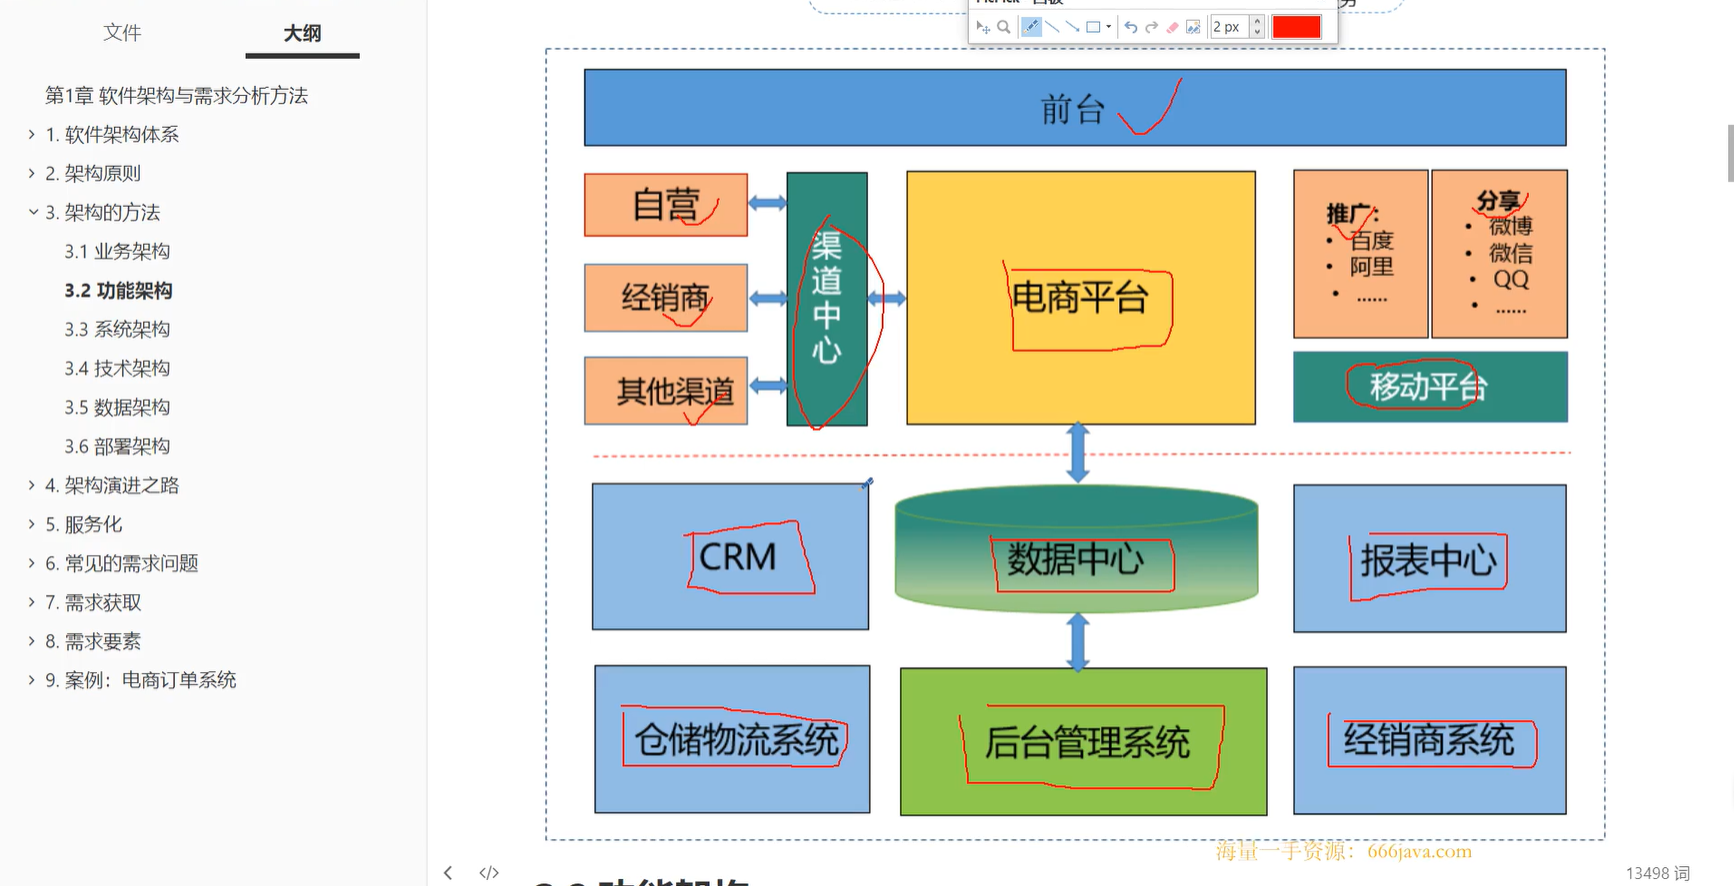 文件
大纲
第1章 软件架构与需求分析方法
1. 软件架构体系
2. 架构原则
3. 架构的方法
3.1 业务架构
3.2 功能架构
3.3 系统架构
3.4 技术架构
3.5 数据架构
3.6 部署架构
4. 架构演进之路
5. 服务化
6. 常见的需求问题
7. 需求获取
8. 需求要素
9. 案例：电商订单系统
2 px
前台
自营
经销商
其他渠道
渠道中心
电商平台
推广：
• 百度
• 阿里
• ......
分享
• 微博
• 微信
• QQ
• ......
移动平台
CRM
数据中心
报表中心
仓储物流系统
后台管理系统
经销商系统
海量一手资源：666java.com
</>
13498 词